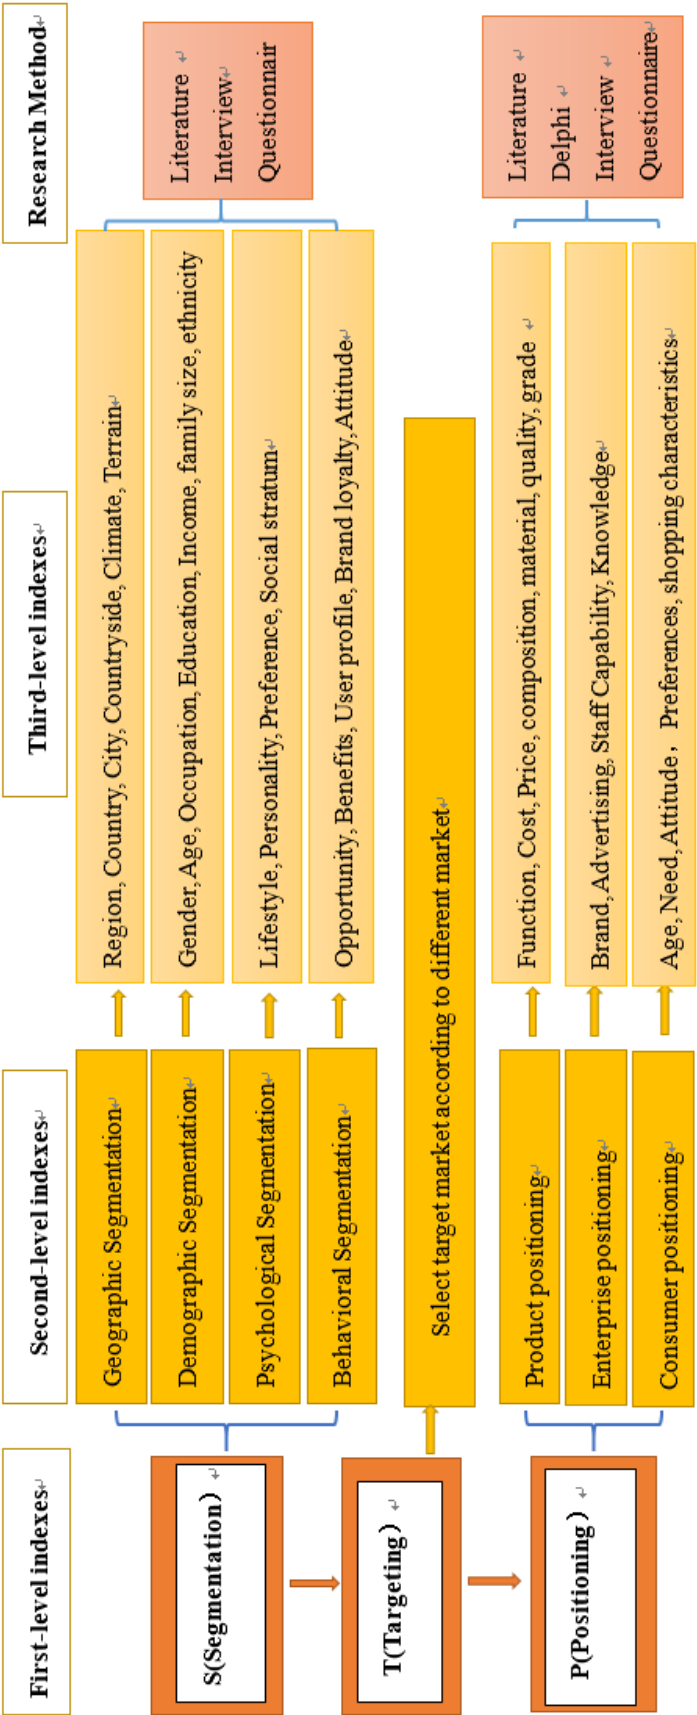 First-level indexes
Second-level indexes
Third-level indexes
Research Method
S(Segmentation）
Geographic Segmentation
Region, Country, City, Countryside, Climate, Terrain
Demographic Segmentation
Gender, Age, Occupation, Education, Income, family size, ethnicity
Psychological Segmentation
Lifestyle, Personality, Preference, Social stratum
Behavioral Segmentation
Opportunity, Benefits, User profile, Brand loyalty, Attitude
Literature
Interview
Questionnair
T(Targeting）
Select target market according to different market
P(Positioning）
Product positioning
Function, Cost, Price, composition, material, quality, grade
Enterprise positioning
Brand, Advertising, Staff Capability, Knowledge
Consumer positioning
Age, Need, Attitude， Preferences, shopping characteristics
Literature
Delphi
Interview
Questionnaire